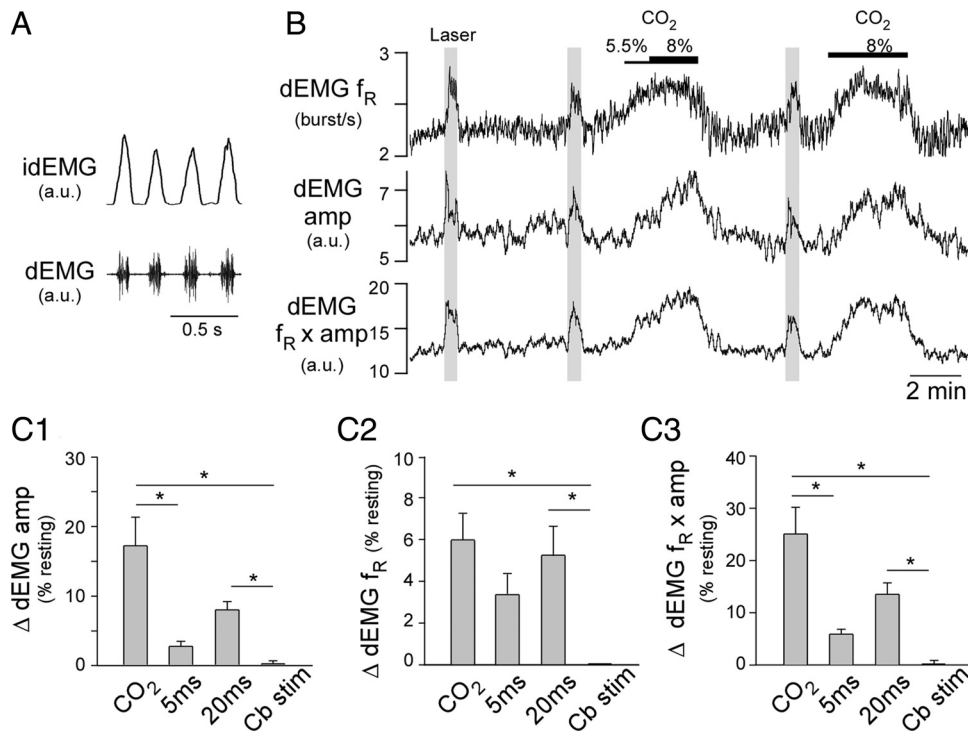 A
idEMG
(a.u.)
dEMG
(a.u.)
0.5 s
B
Laser
CO2
5.5% 8%
CO2
8%
dEMG fR
(burst/s)
3
2
dEMG
amp
(a.u.)
7
5
dEMG
fR x amp
(a.u.)
20
15
10
2 min
C1
Δ dEMG amp
(% resting)
30
20
10
0
*
*
*
CO2
5ms
20ms
Cb stim
C2
Δ dEMG fR (% resting)
10
8
6
4
2
0
*
*
CO2
5ms
20ms
Cb stim
C3
Δ dEMG fR x amp
(% resting)
40
30
20
10
0
*
*
*
CO2
5ms
20ms
Cb stim